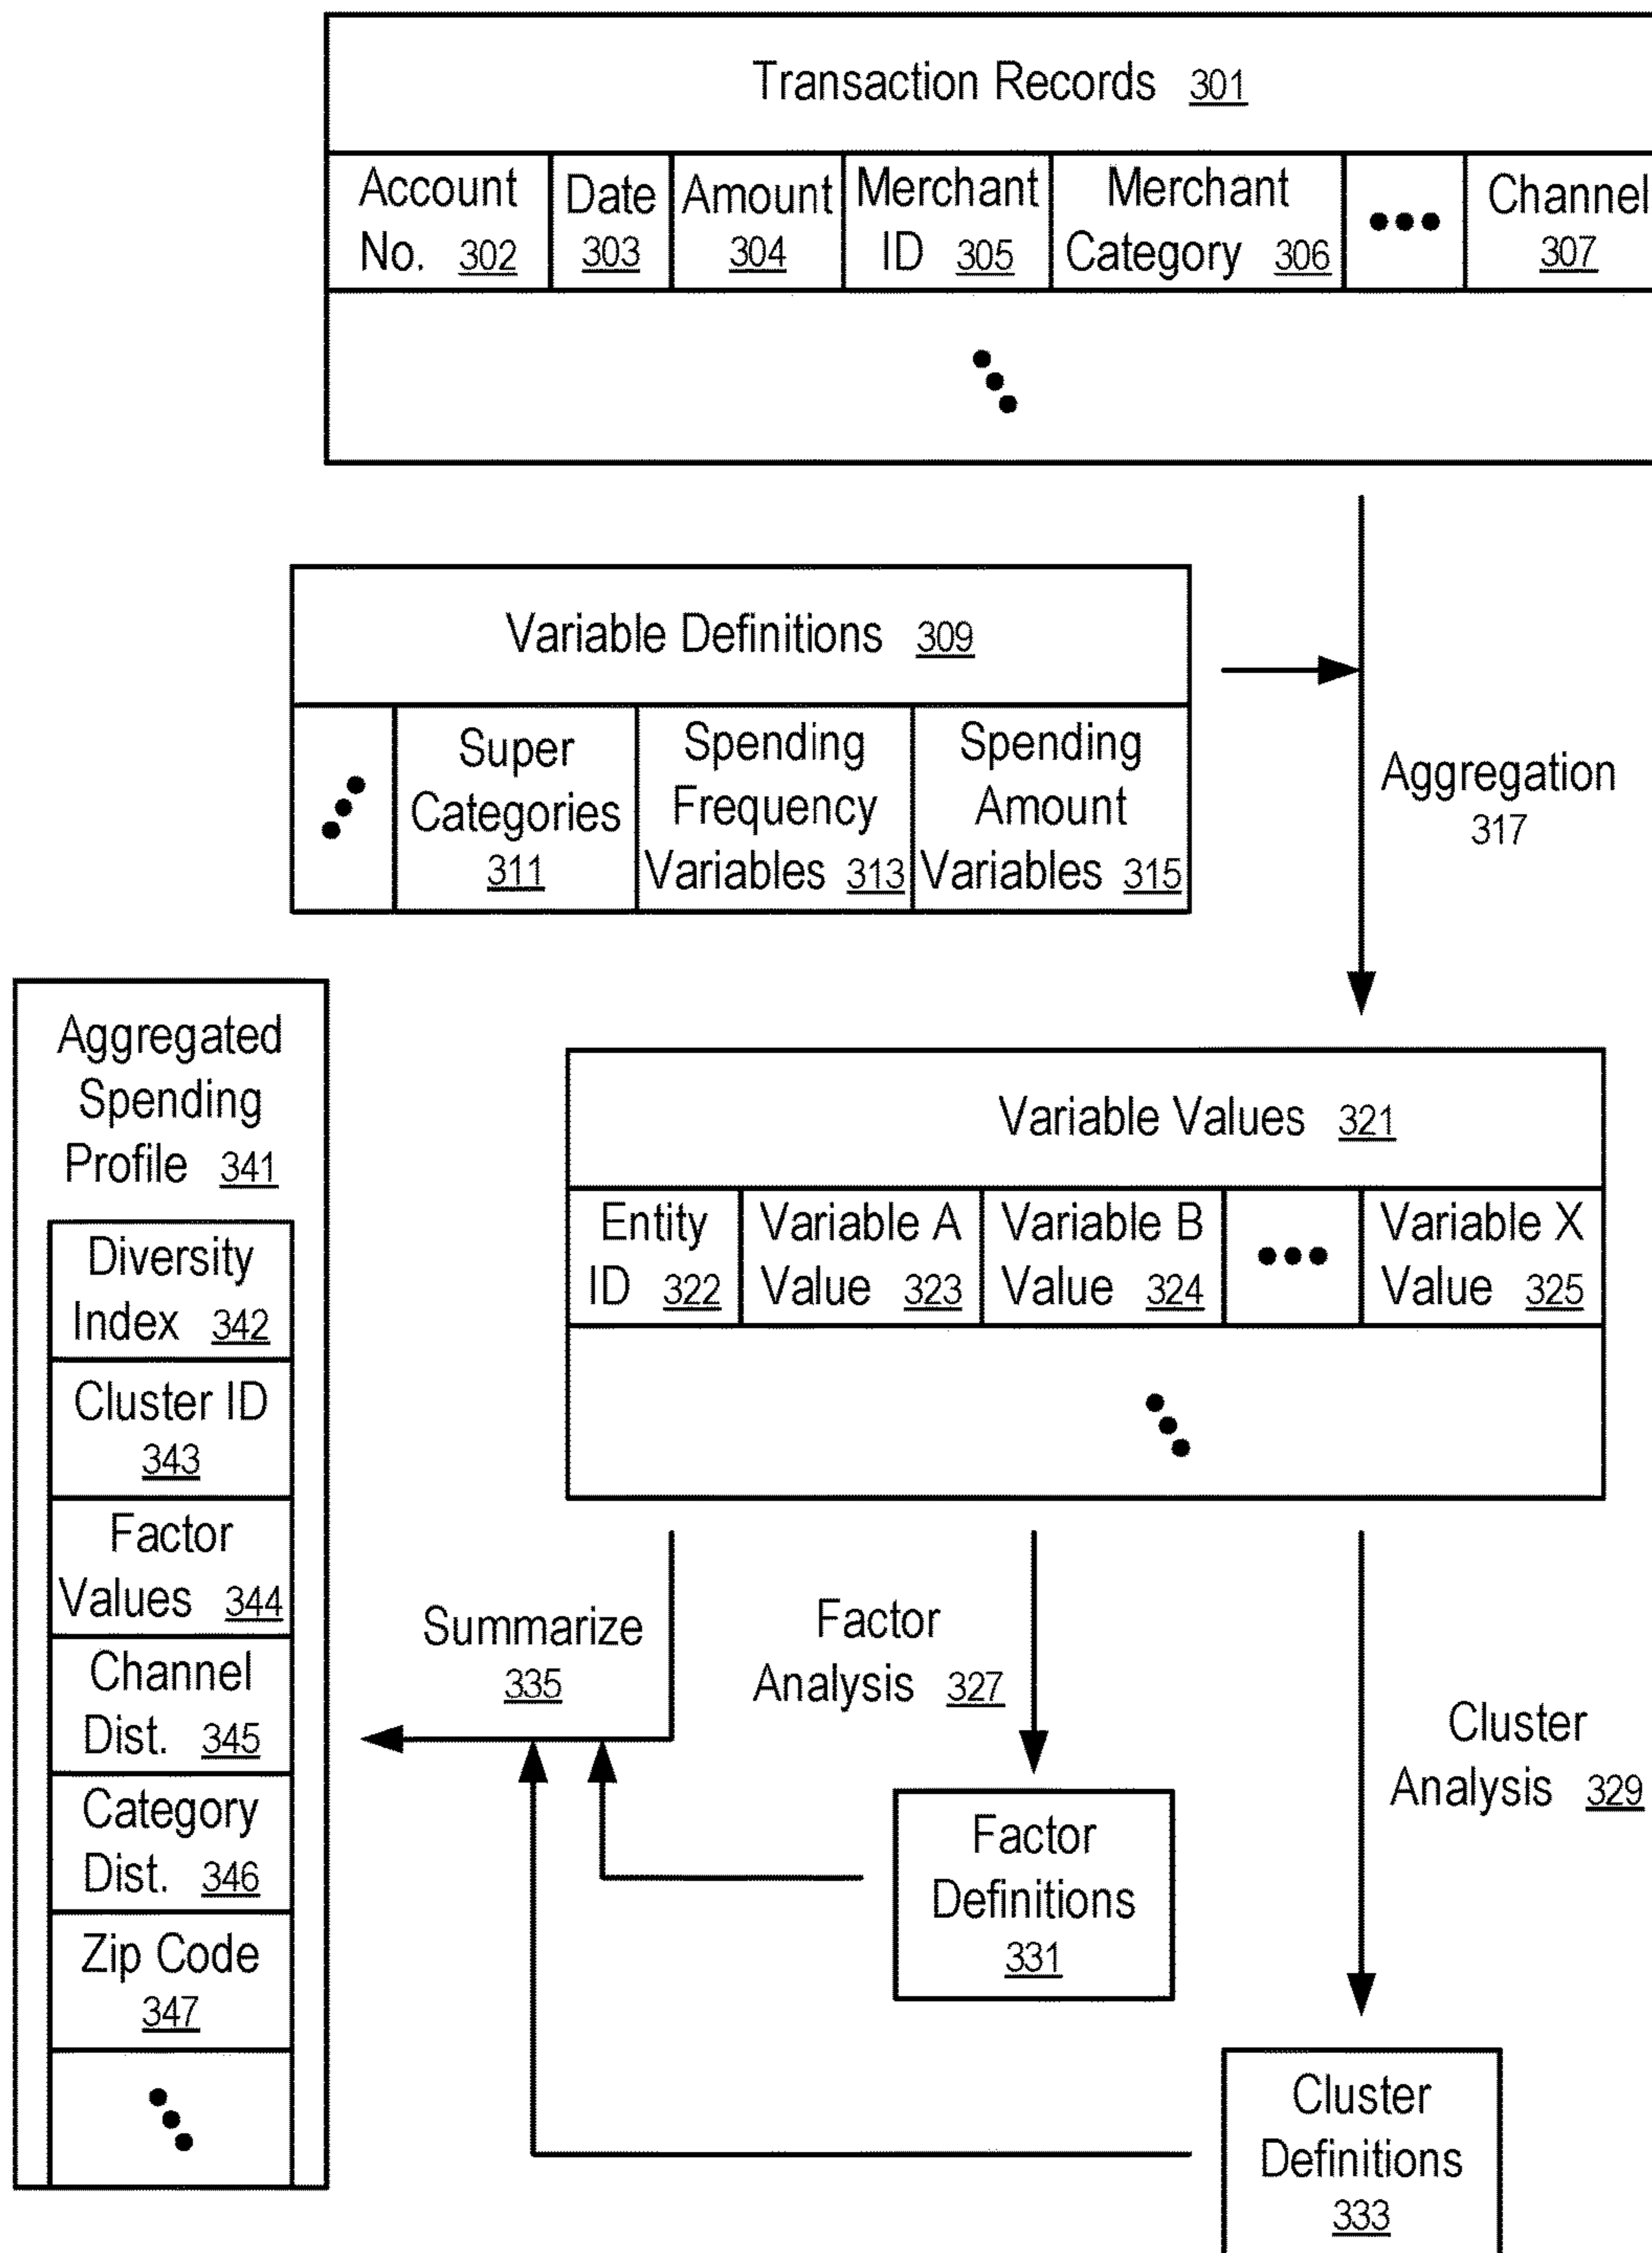 Transaction Records 301
Account
No. 302
Date
303
Amount
304
Merchant
ID 305
Merchant
Category 306
•••
Channel
307
Variable Definitions 309
Super
Categories
311
Spending
Frequency
Variables 313
Spending
Amount
Variables 315
Aggregation
317
Aggregated
Spending
Profile 341
Diversity
Index 342
Cluster ID
343
Factor
Values 344
Channel
Dist. 345
Category
Dist. 346
Zip Code
347
Variable Values 321
Entity
ID 322
Variable A
Value 323
Variable B
Value 324
•••
Variable X
Value 325
Summarize
335
Factor
Analysis 327
Cluster
Analysis 329
Factor
Definitions
331
Cluster
Definitions
333